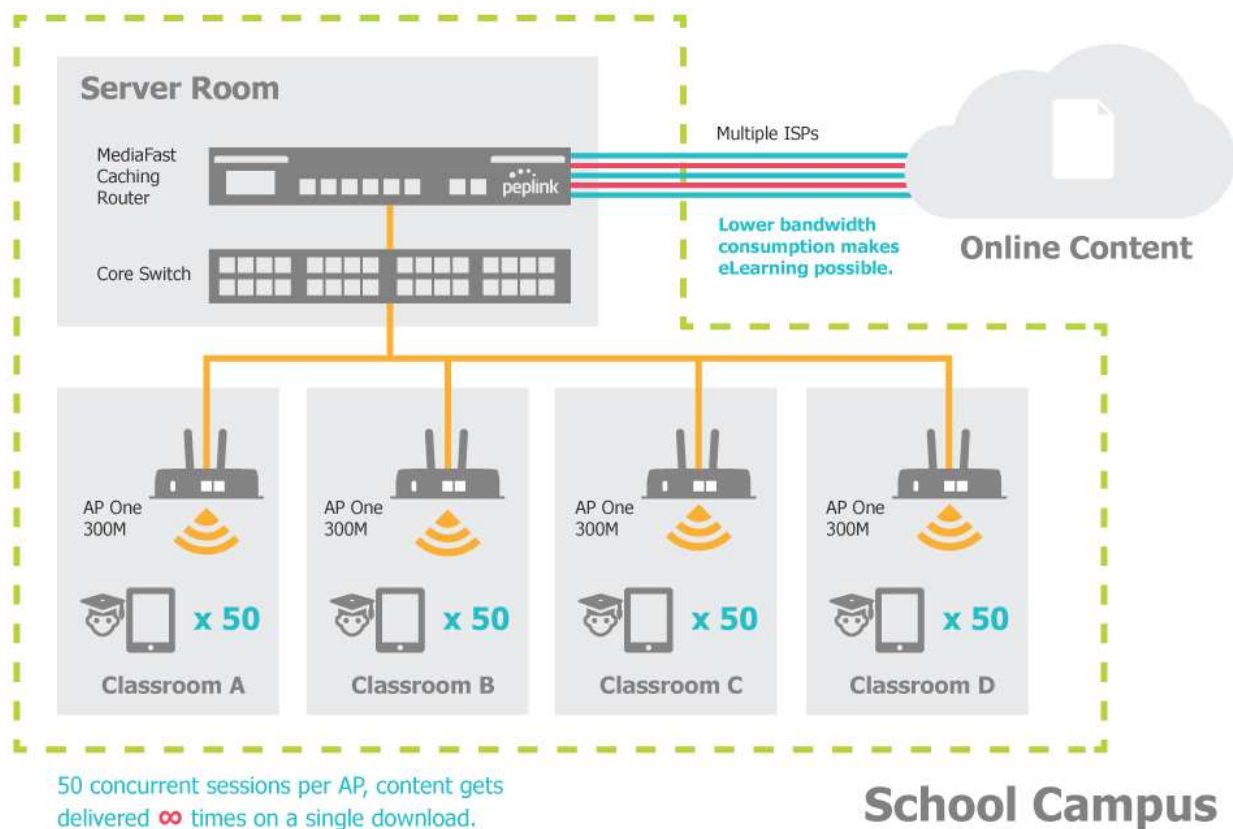 Server Room
MediaFast
Caching
Router
peplink
Core Switch
Multiple ISPs
Lower bandwidth
consumption makes
eLearning possible.
Online Content
AP One
300M
x 50
Classroom A
AP One
300M
x 50
Classroom B
AP One
300M
x 50
Classroom C
AP One
300M
x 50
Classroom D
50 concurrent sessions per AP, content gets
delivered ∞ times on a single download.
School Campus